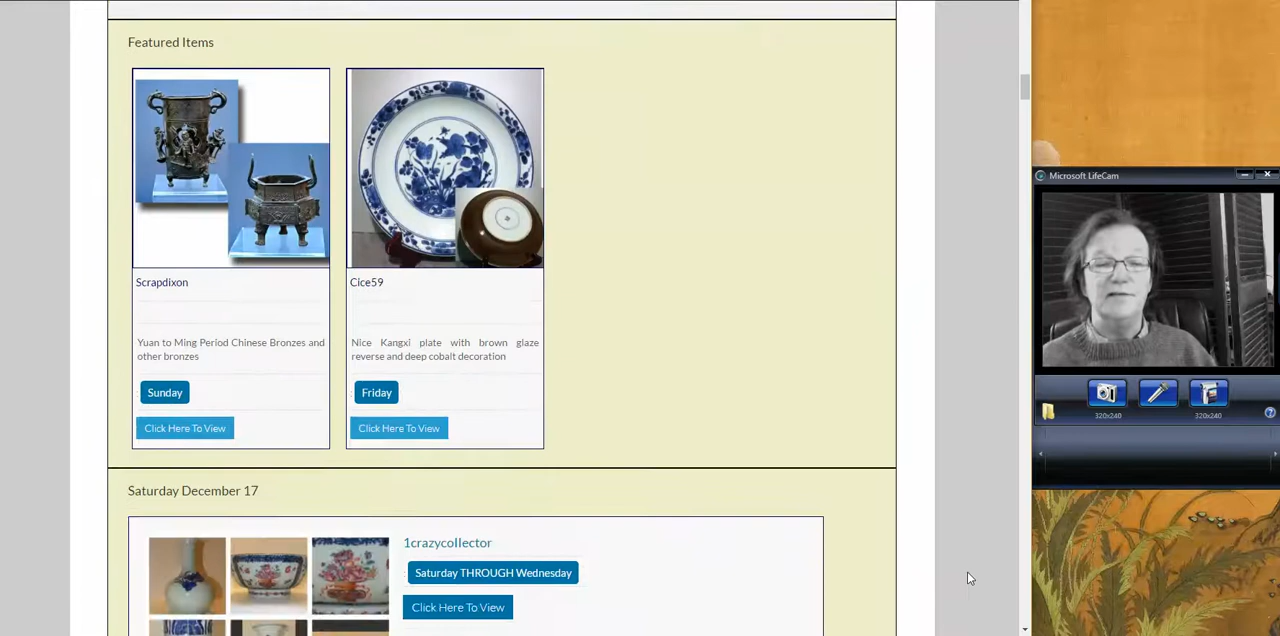 Featured Items
Scrapdixon
Yuan to Ming Period Chinese Bronzes and
other bronzes
Sunday
Click Here To View
Cice59
Nice Kangxi plate with brown glaze
reverse and deep cobalt decoration
Friday
Click Here To View
Saturday December 17
1crazycollector
: Saturday THROUGH Wednesday
Click Here To View
Microsoft LifeCam
320x240
320x240